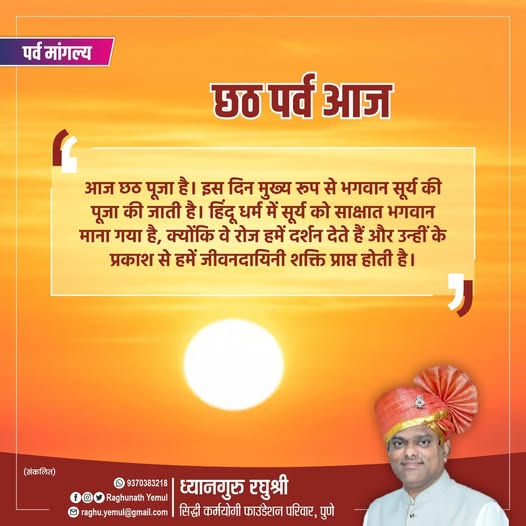 पर्व मांगल्य
छठ पर्व आज
आज छठ पूजा है। इस दिन मुख्य रूप से भगवान सूर्य की
पूजा की जाती है। हिंदू धर्म में सूर्य को साक्षात भगवान
माना गया है, क्योंकि वे रोज हमें दर्शन देते हैं और उन्हीं के
प्रकाश से हमें जीवनदायिनी शक्ति प्राप्त होती है।
(संकलित)
9370383218
Raghunath Yemul
raghu.yemul@gmail.com
ध्यानगुरु रघुश्री
सिद्धी कर्मयोगी फाउंडेशन परिवार, पुणे